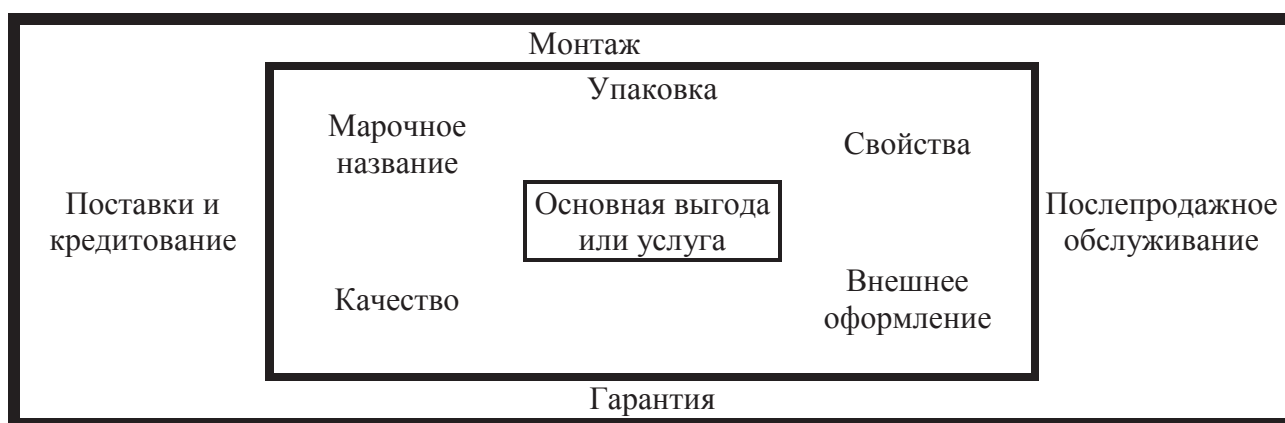 Монтаж
Упаковка
Марочное
название
Свойства
Поставки и
кредитование
Основная выгода
или услуга
Послепродажное
обслуживание
Качество
Внешнее
оформление
Гарантия